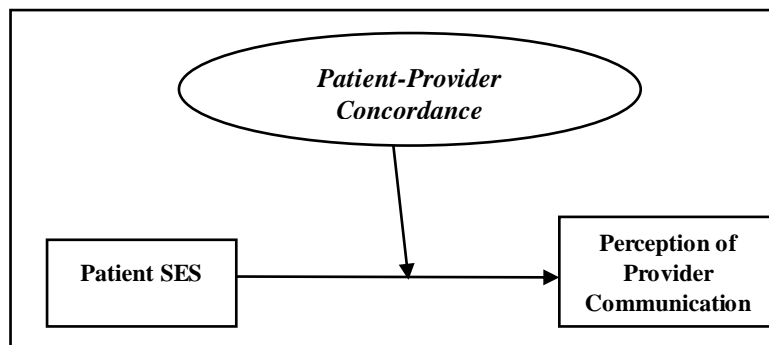 Patient-Provider
Concordance
Patient SES
Perception of
Provider
Communication